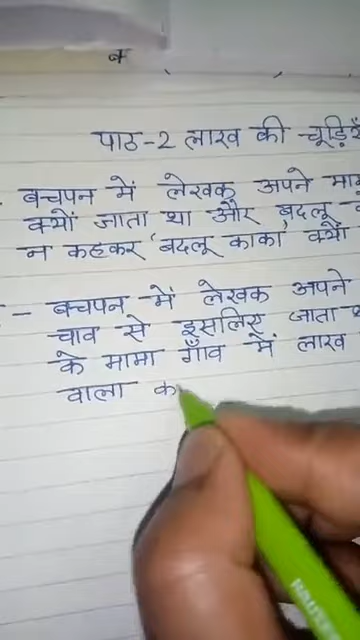 क
पाठ-2 लाख की चूड़ियाँ
बचपन में लेखक अपने
क्यों जाता था और बदलू
न कहकर 'बदलू काका' क्यों
- बचपन में लेखक अपने
चाव से इसलिए जाता
के मामा गाँव में लाख
वाला क